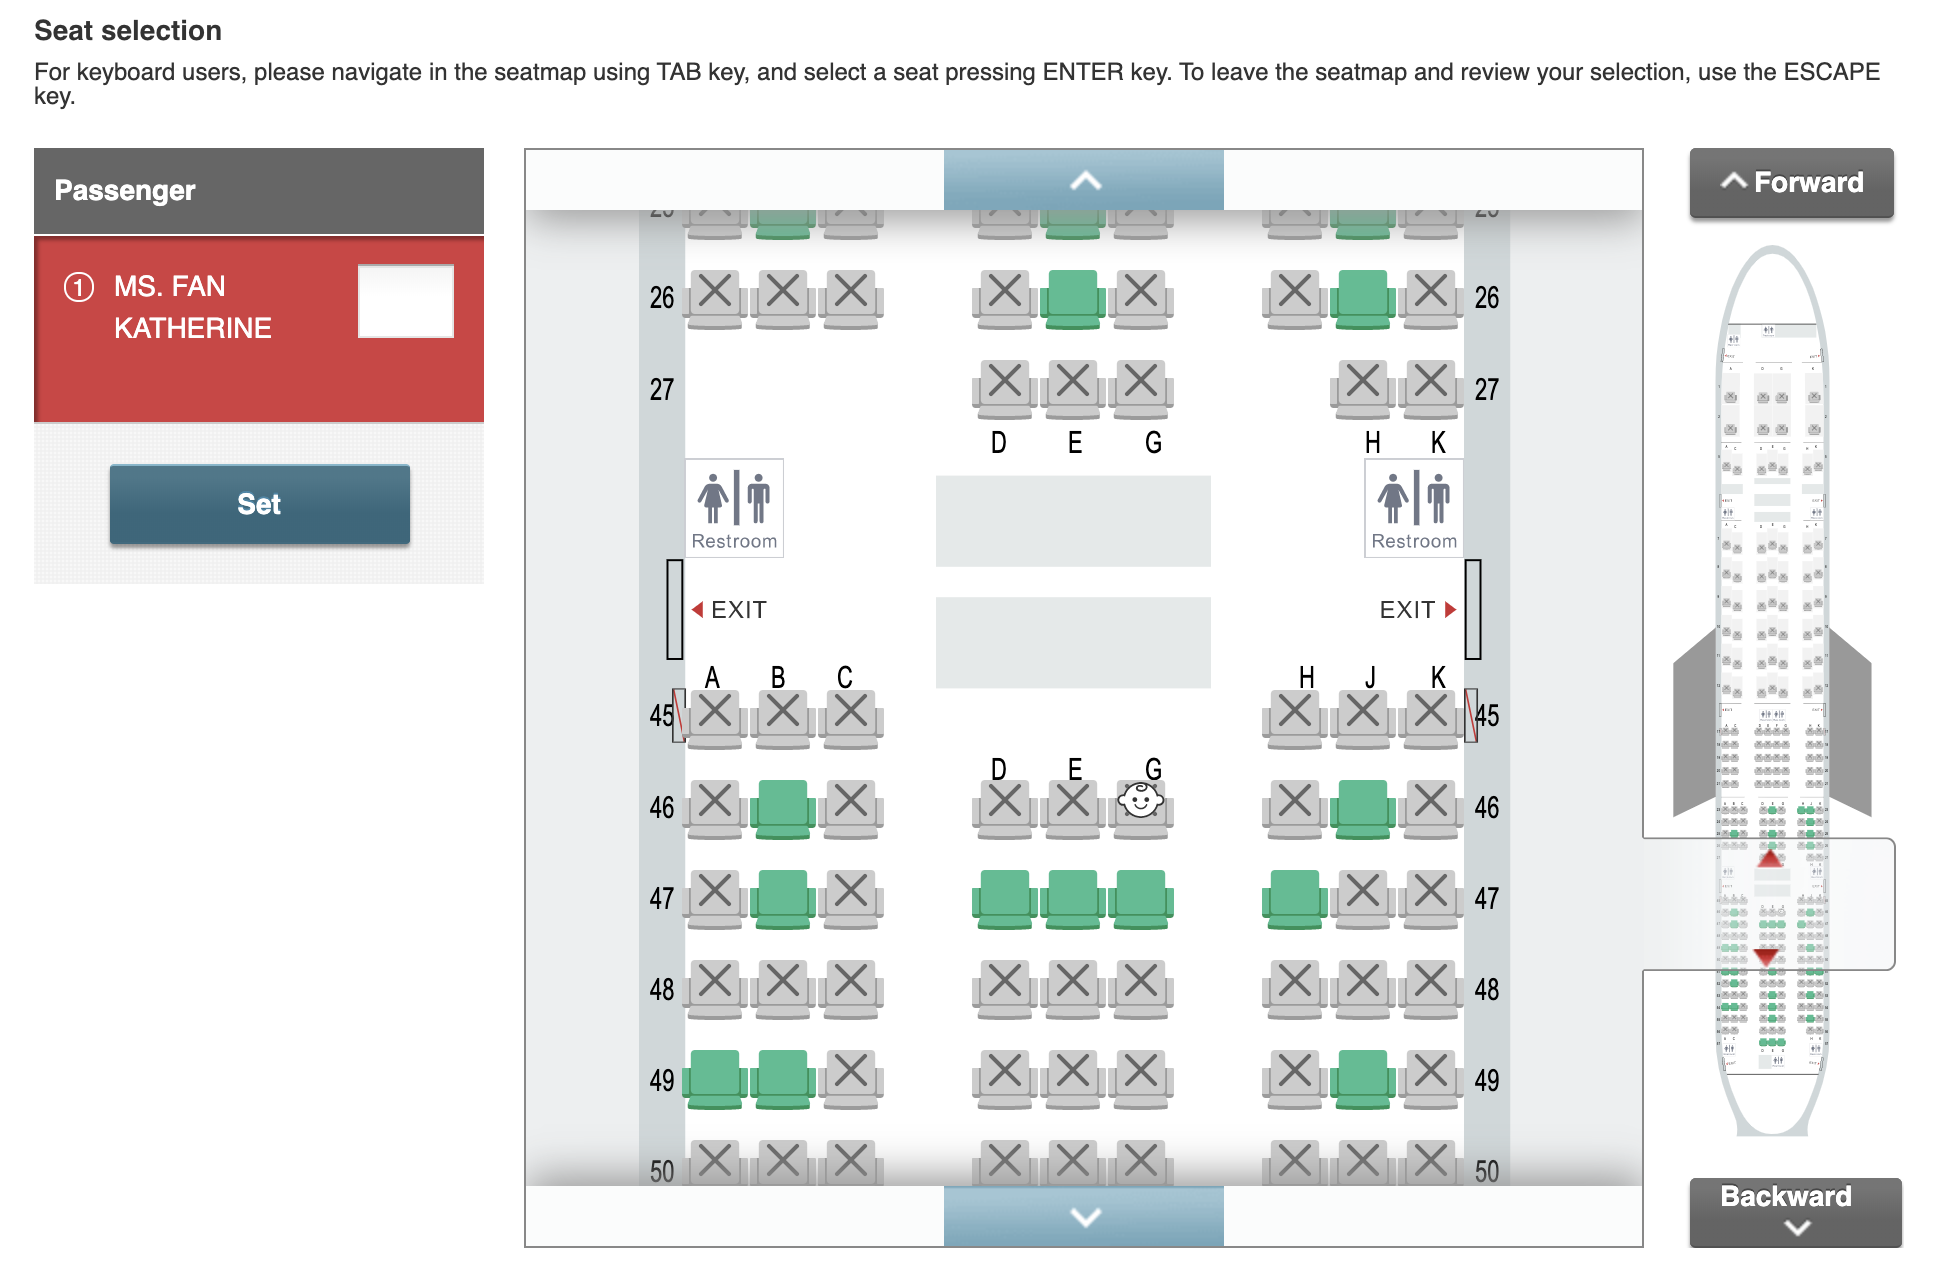 Seat selection
For keyboard users, please navigate in the seatmap using TAB key, and select a seat pressing ENTER key. To leave the seatmap and review your selection, use the ESCAPE
key.
Passenger
1 MS. FAN
KATHERINE
Set
Forward
26 26
27 27
D E G H K
Restroom Restroom
EXIT EXIT
A B C H J K
45 45
D E G
46 46
47 47
48 48
49 49
50 50
Backward